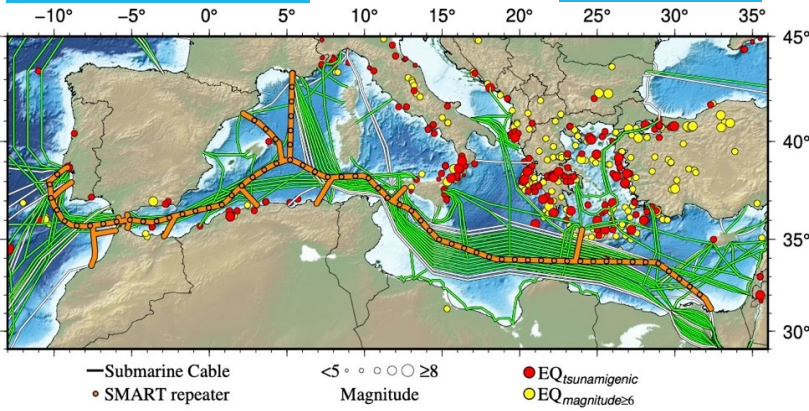 −10° −5° 0° 5° 10° 15° 20° 25° 30° 35°
45°
40°
35°
30°
Submarine Cable <5 ≥8 EQtsunamigenic
SMART repeater Magnitude EQmagnitude≥6